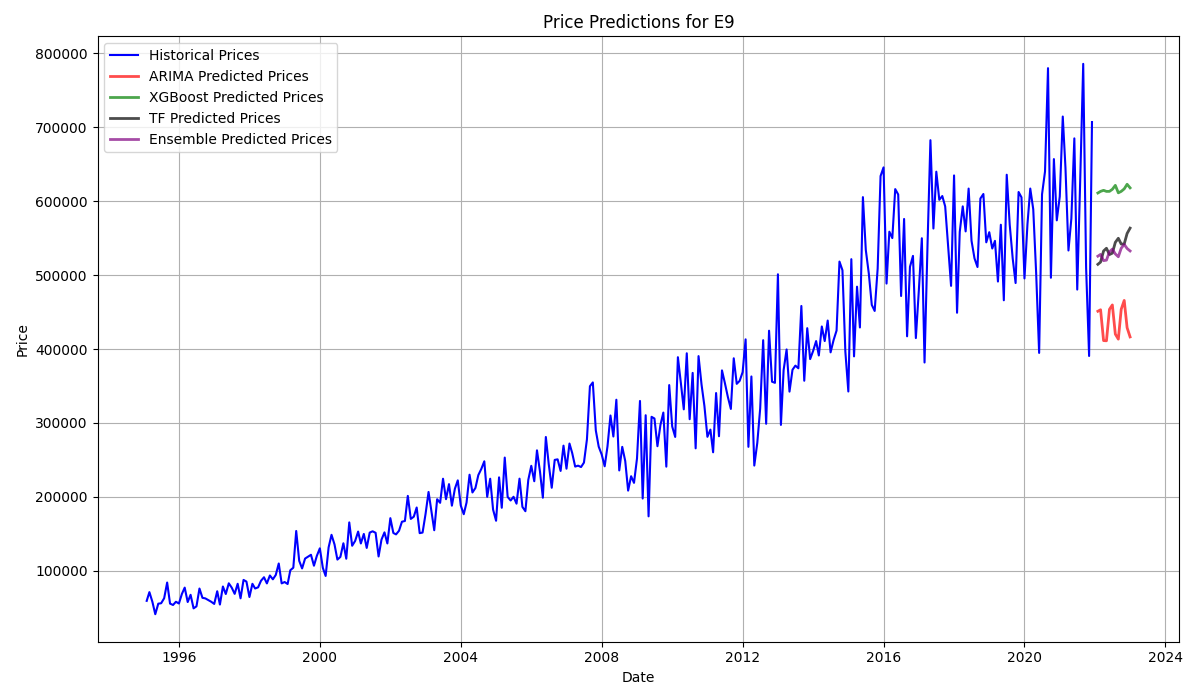 Price Predictions for E9
Historical Prices
ARIMA Predicted Prices
XGBoost Predicted Prices
TF Predicted Prices
Ensemble Predicted Prices
800000
700000
600000
500000
400000
300000
200000
100000
Price
1996 2000 2004 2008 2012 2016 2020 2024
Date